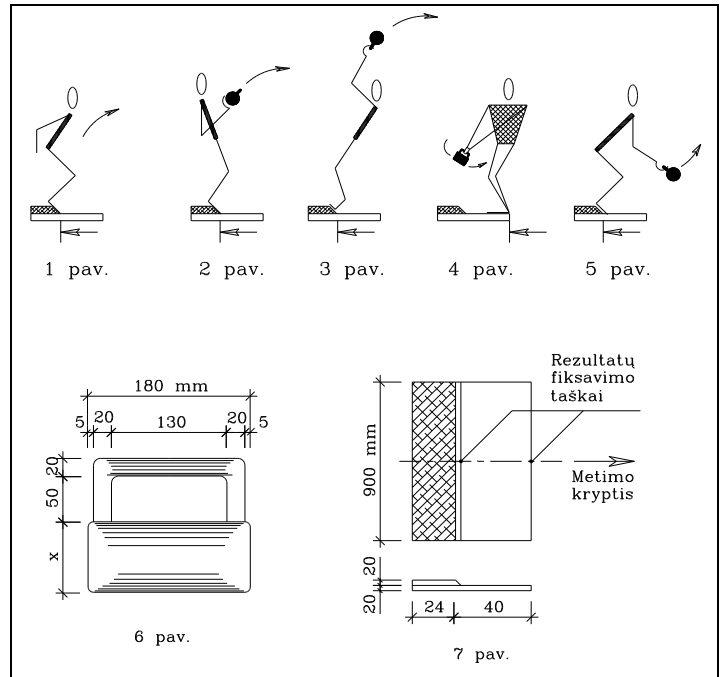 1 pav.
2 pav.
3 pav.
4 pav.
5 pav.
180 mm
5
20
130
20
5
20
50
x
6 pav.
Rezultatų
fiksavimo
taškai
900 mm
Metimo
kryptis
20
20
24
40
7 pav.